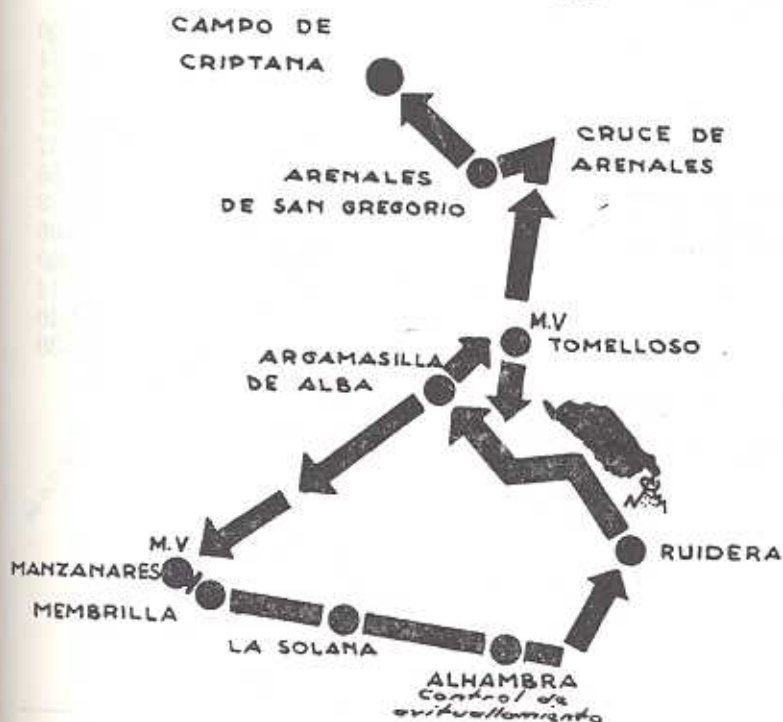 CAMPO DE
CRIPTANA
CRUCE DE
ARENALES
ARENALES
DE SAN GREGORIO
M.V
TOMELLOSO
ARGAMASILLA
DE ALBA
M.V
MANZANARES
RUIDERA
MEMBRILLA
LA SOLANA
ALHAMBRA
Control de
avituallamiento